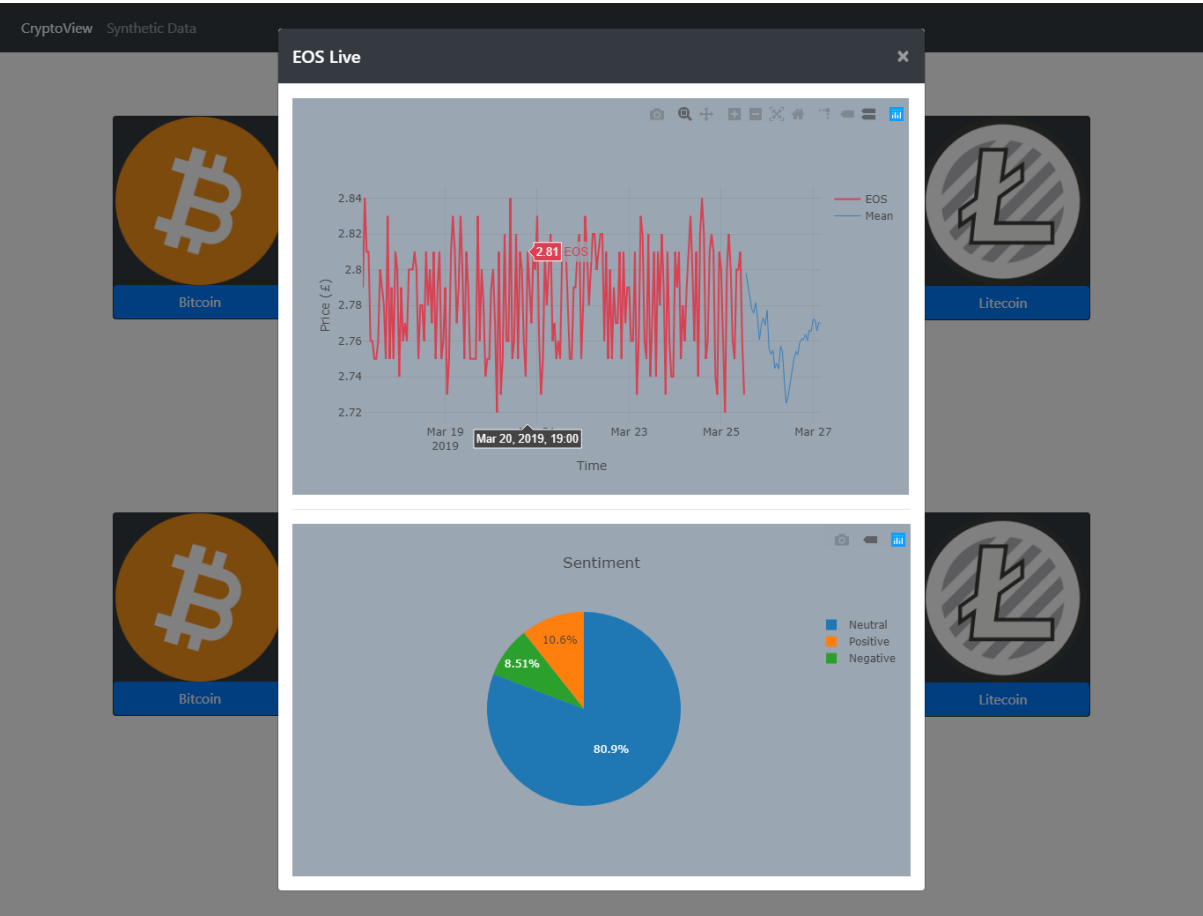 CryptoView Synthetic Data
EOS Live
×
2.84
2.82
2.8
2.78
2.76
2.74
2.72
Price (£)
2.81 EOS
EOS
Mean
Mar 19
2019
Mar 20, 2019, 19:00
Mar 23
Mar 25
Mar 27
Time
Bitcoin
Litecoin
Sentiment
10.6%
8.51%
80.9%
Neutral
Positive
Negative
Bitcoin
Litecoin